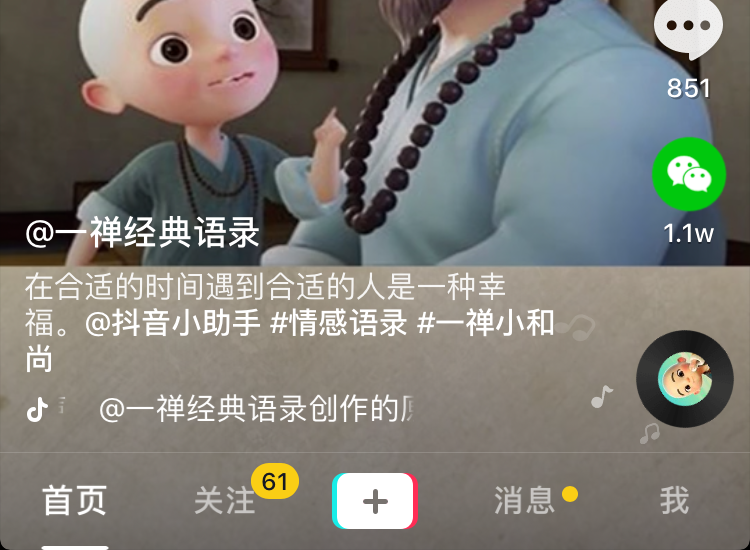 851
1.1w
@一禅经典语录
在合适的时间遇到合适的人是一种幸
福。@抖音小助手 #情感语录 #一禅小和
尚
@一禅经典语录创作的
首页 关注 61 消息 我